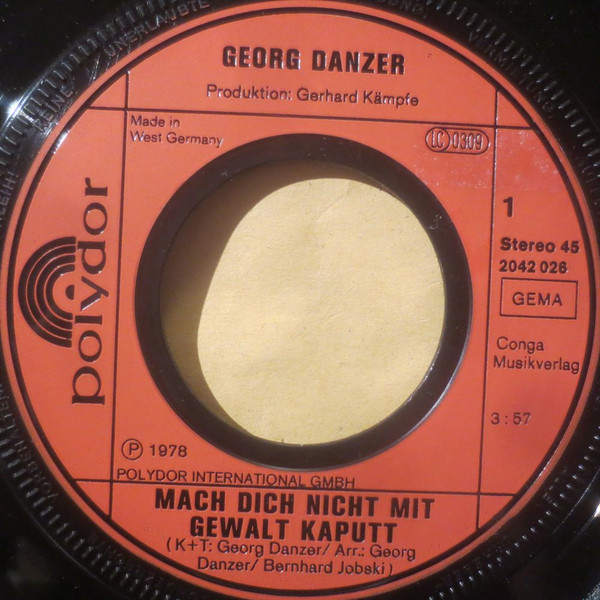 GEORG DANZER
Produktion: Gerhard Kämpfe
Made in
West Germany
LC 0309
polydor
1
Stereo 45
2042 026
GEMA
Conga
Musikverlag
3:57
Ⓟ 1978
POLYDOR INTERNATIONAL GMBH
MACH DICH NICHT MIT
GEWALT KAPUTT
(K+T: Georg Danzer/ Arr.: Georg
Danzer/ Bernhard Jobski)
KEINE UNERLAUBTE